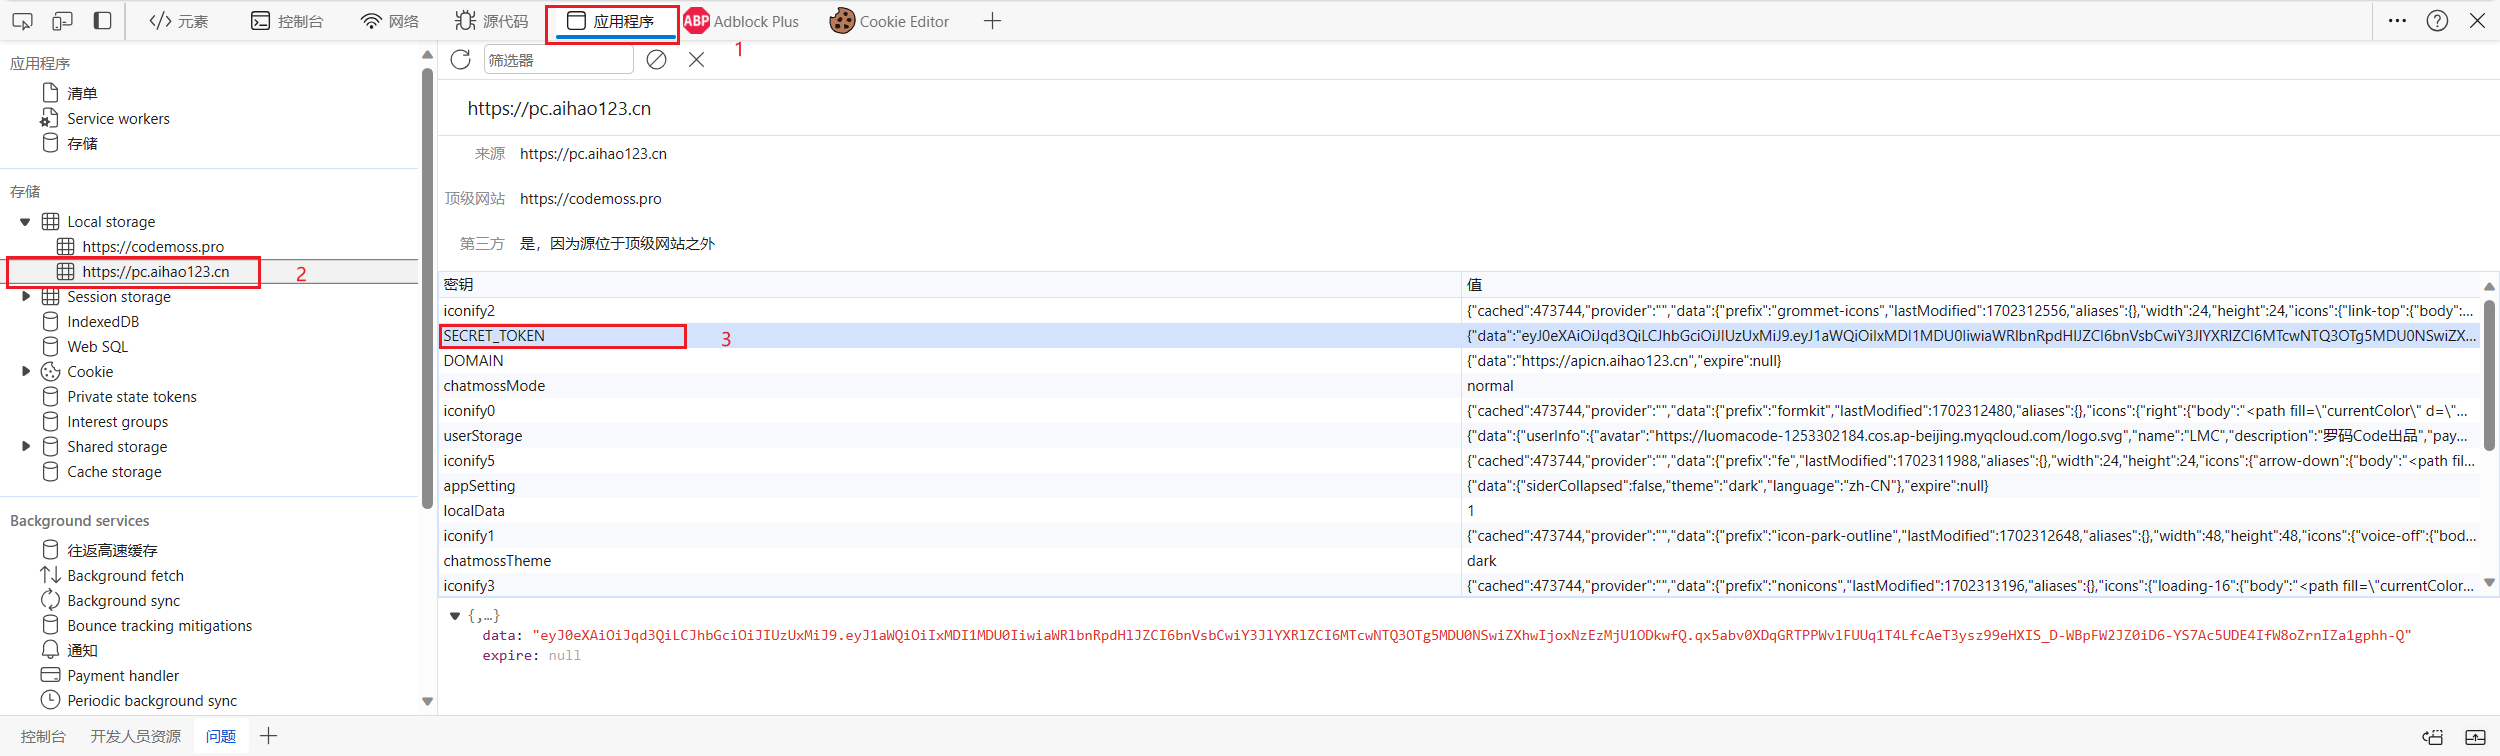 元素 控制台 网络 源代码 应用程序 ABP Adblock Plus Cookie Editor
1
应用程序
清单
Service workers
存储
存储
Local storage
https://codemoss.pro
https://pc.aihao123.cn
2
Session storage
IndexedDB
Web SQL
Cookie
Private state tokens
Interest groups
Shared storage
Cache storage
Background services
往返高速缓存
Background fetch
Background sync
Bounce tracking mitigations
通知
Payment handler
Periodic background sync
筛选器
https://pc.aihao123.cn
来源 https://pc.aihao123.cn
顶级网站 https://codemoss.pro
第三方 是，因为源位于顶级网站之外
密钥 值
iconify2 {"cached":473744,"provider":"","data":{"prefix":"grommet-icons","lastModified":1702312556,"aliases":{},"width":24,"height":24,"icons":{"link-top":{"body":...
SECRET_TOKEN 3 {"data":"eyJ0eXAiOiJqd3QiLCJhbGciOiJIUzUxMiJ9.eyJ1aWQiOiIxMDI1MDU0IiwiaWRlbnRpdHlJZCI6bnVsbCwiY3JlYXRlZCI6MTcwNTQ3OTg5MDU0NSwiZX...
DOMAIN {"data":"https://apicn.aihao123.cn","expire":null}
chatmossMode normal
iconify0 {"cached":473744,"provider":"","data":{"prefix":"formkit","lastModified":1702312480,"aliases":{},"icons":{"right":{"body":"<path fill=\"currentColor\" d=\"...
userStorage {"data":{"userInfo":{"avatar":"https://luomacode-1253302184.cos.ap-beijing.myqcloud.com/logo.svg","name":"LMC","description":"罗码Code出品","pay...
iconify5 {"cached":473744,"provider":"","data":{"prefix":"fe","lastModified":1702311988,"aliases":{},"width":24,"height":24,"icons":{"arrow-down":{"body":"<path fil...
appSetting {"data":{"siderCollapsed":false,"theme":"dark","language":"zh-CN"},"expire":null}
localData 1
iconify1 {"cached":473744,"provider":"","data":{"prefix":"icon-park-outline","lastModified":1702312648,"aliases":{},"width":48,"height":48,"icons":{"voice-off":{"bod...
chatmossTheme dark
iconify3 {"cached":473744,"provider":"","data":{"prefix":"nonicons","lastModified":1702313196,"aliases":{},"icons":{"loading-16":{"body":"<path fill=\"currentColor...
{,…}
data: "eyJ0eXAiOiJqd3QiLCJhbGciOiJIUzUxMiJ9.eyJ1aWQiOiIxMDI1MDU0IiwiaWRlbnRpdHlJZCI6bnVsbCwiY3JlYXRlZCI6MTcwNTQ3OTg5MDU0NSwiZXhwIjoxNzEzMjU1ODkwfQ.qx5abv0XDqGRTPPWvlFUUq1T4LfcAeT3ysz99eHXIS_D-WBpFW2JZ0iD6-YS7Ac5UDE4IfW8oZrnIZa1gphh-Q"
expire: null
控制台 开发人员资源 问题